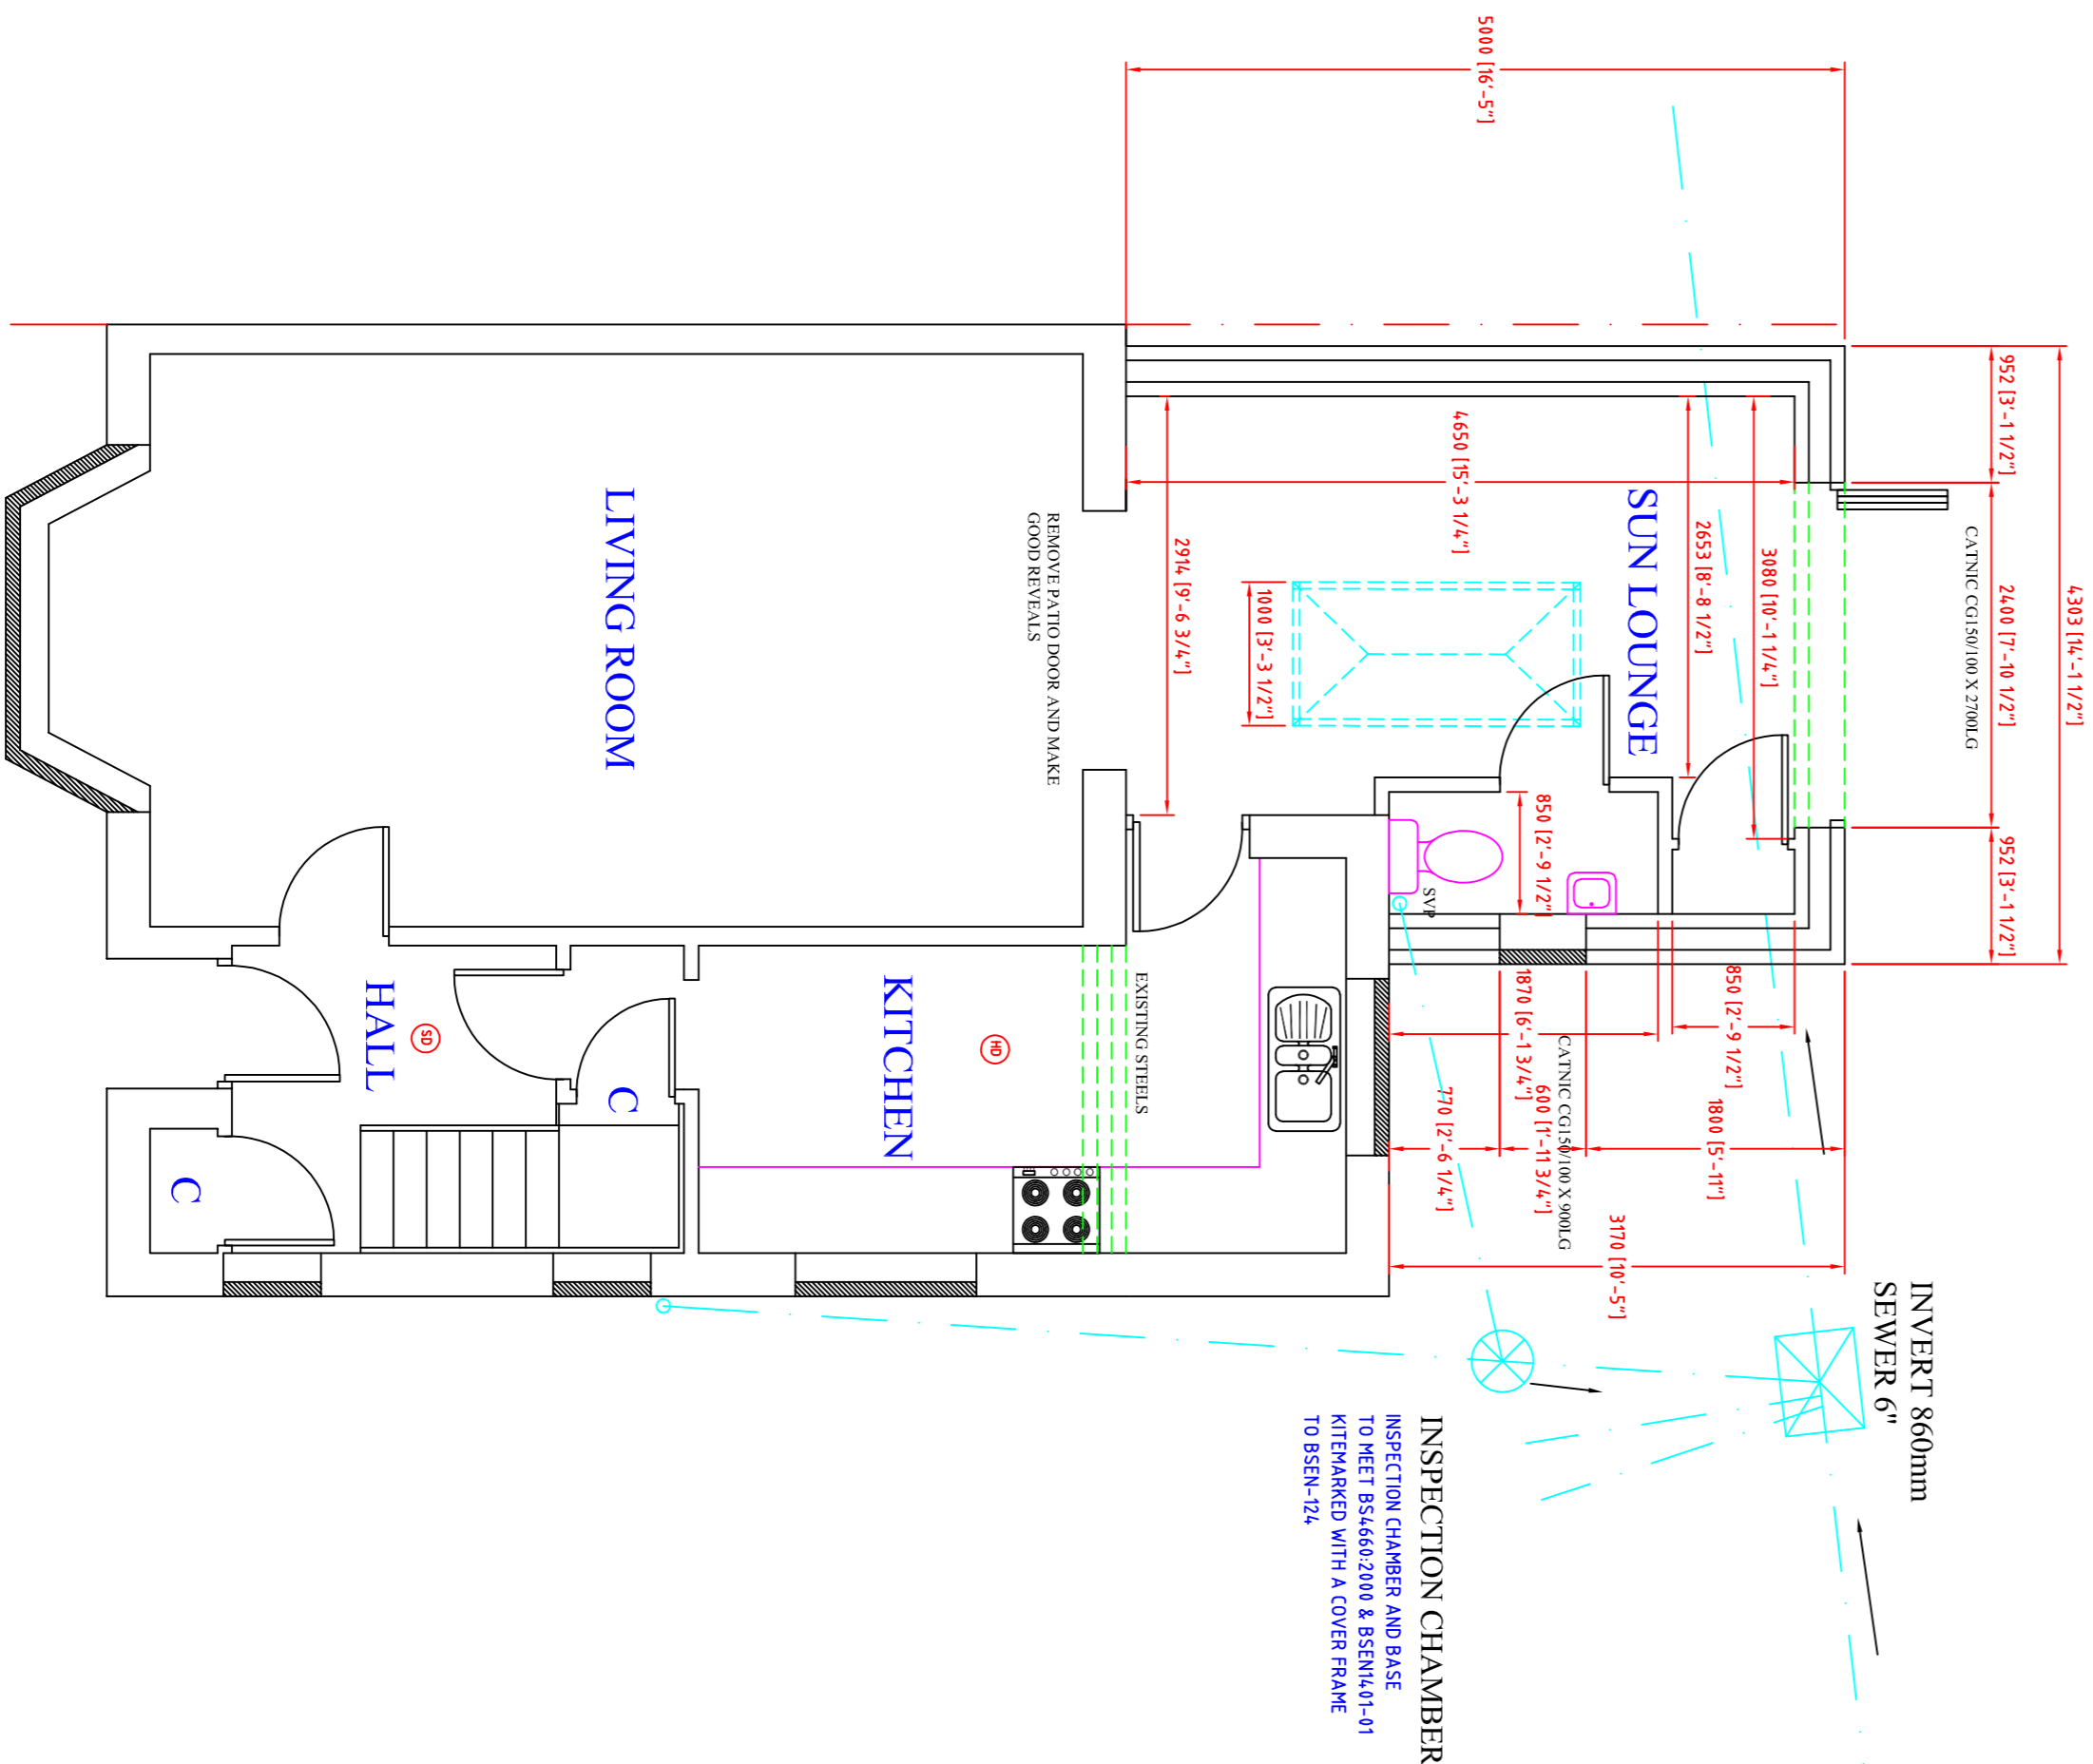 4303 [14'-1 1/2"]
952 [3'-1 1/2"]
2400 [7'-10 1/2"]
952 [3'-1 1/2"]
CATNIC CG150/100 X 2700LG
INVERT 860mm
SEWER 6"
3080 [10'-1 1/4"]
850 [2'-9 1/2"]
1800 [5'-11"]
2653 [8'-8 1/2"]
SUN LOUNGE
3170 [10'-5"]
CATNIC CG150/100 X 900LG
850 [2'-9 1/2"]
600 [1'-11 3/4"]
1870 [6'-1 3/4"]
5000 [16'-5"]
4650 [15'-3 1/4"]
770 [2'-6 1/4"]
SVP
INSPECTION CHAMBER
INSPECTION CHAMBER AND BASE
TO MEET BS4660:2000 & BSEN1401-01
KITEMARKED WITH A COVER FRAME
TO BSEN-124
1000 [3'-3 1/2"]
2914 [9'-6 3/4"]
EXISTING STEELS
REMOVE PATIO DOOR AND MAKE
GOOD REVEALS
HD
KITCHEN
LIVING ROOM
C
SD
HALL
C